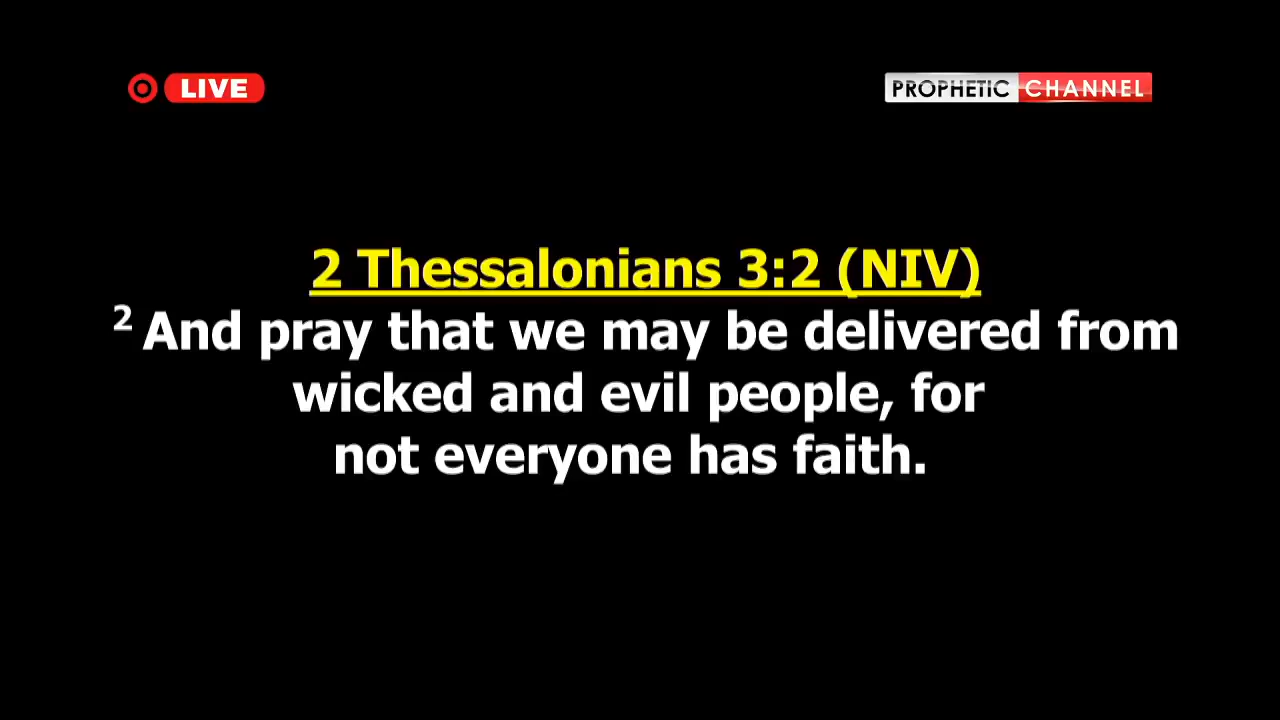 LIVE
PROPHETIC CHANNEL
2 Thessalonians 3:2 (NIV)
² And pray that we may be delivered from
wicked and evil people, for
not everyone has faith.